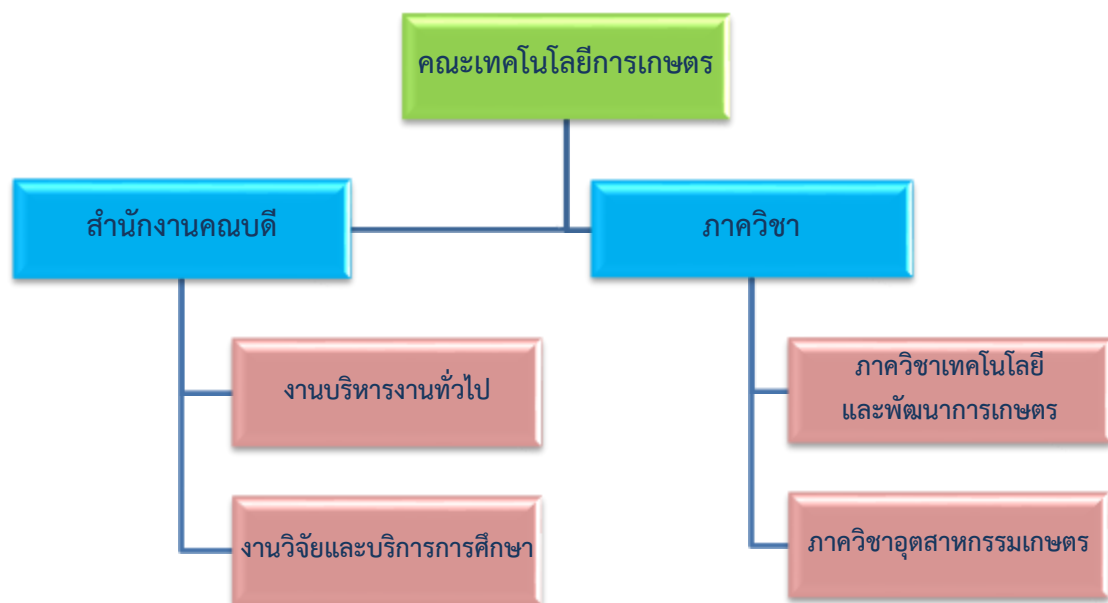 คณะเทคโนโลยีการเกษตร
สำนักงานคณบดี
ภาควิชา
งานบริหารงานทั่วไป
ภาควิชาเทคโนโลยี
และพัฒนาการเกษตร
งานวิจัยและบริการการศึกษา
ภาควิชาอุตสาหกรรมเกษตร